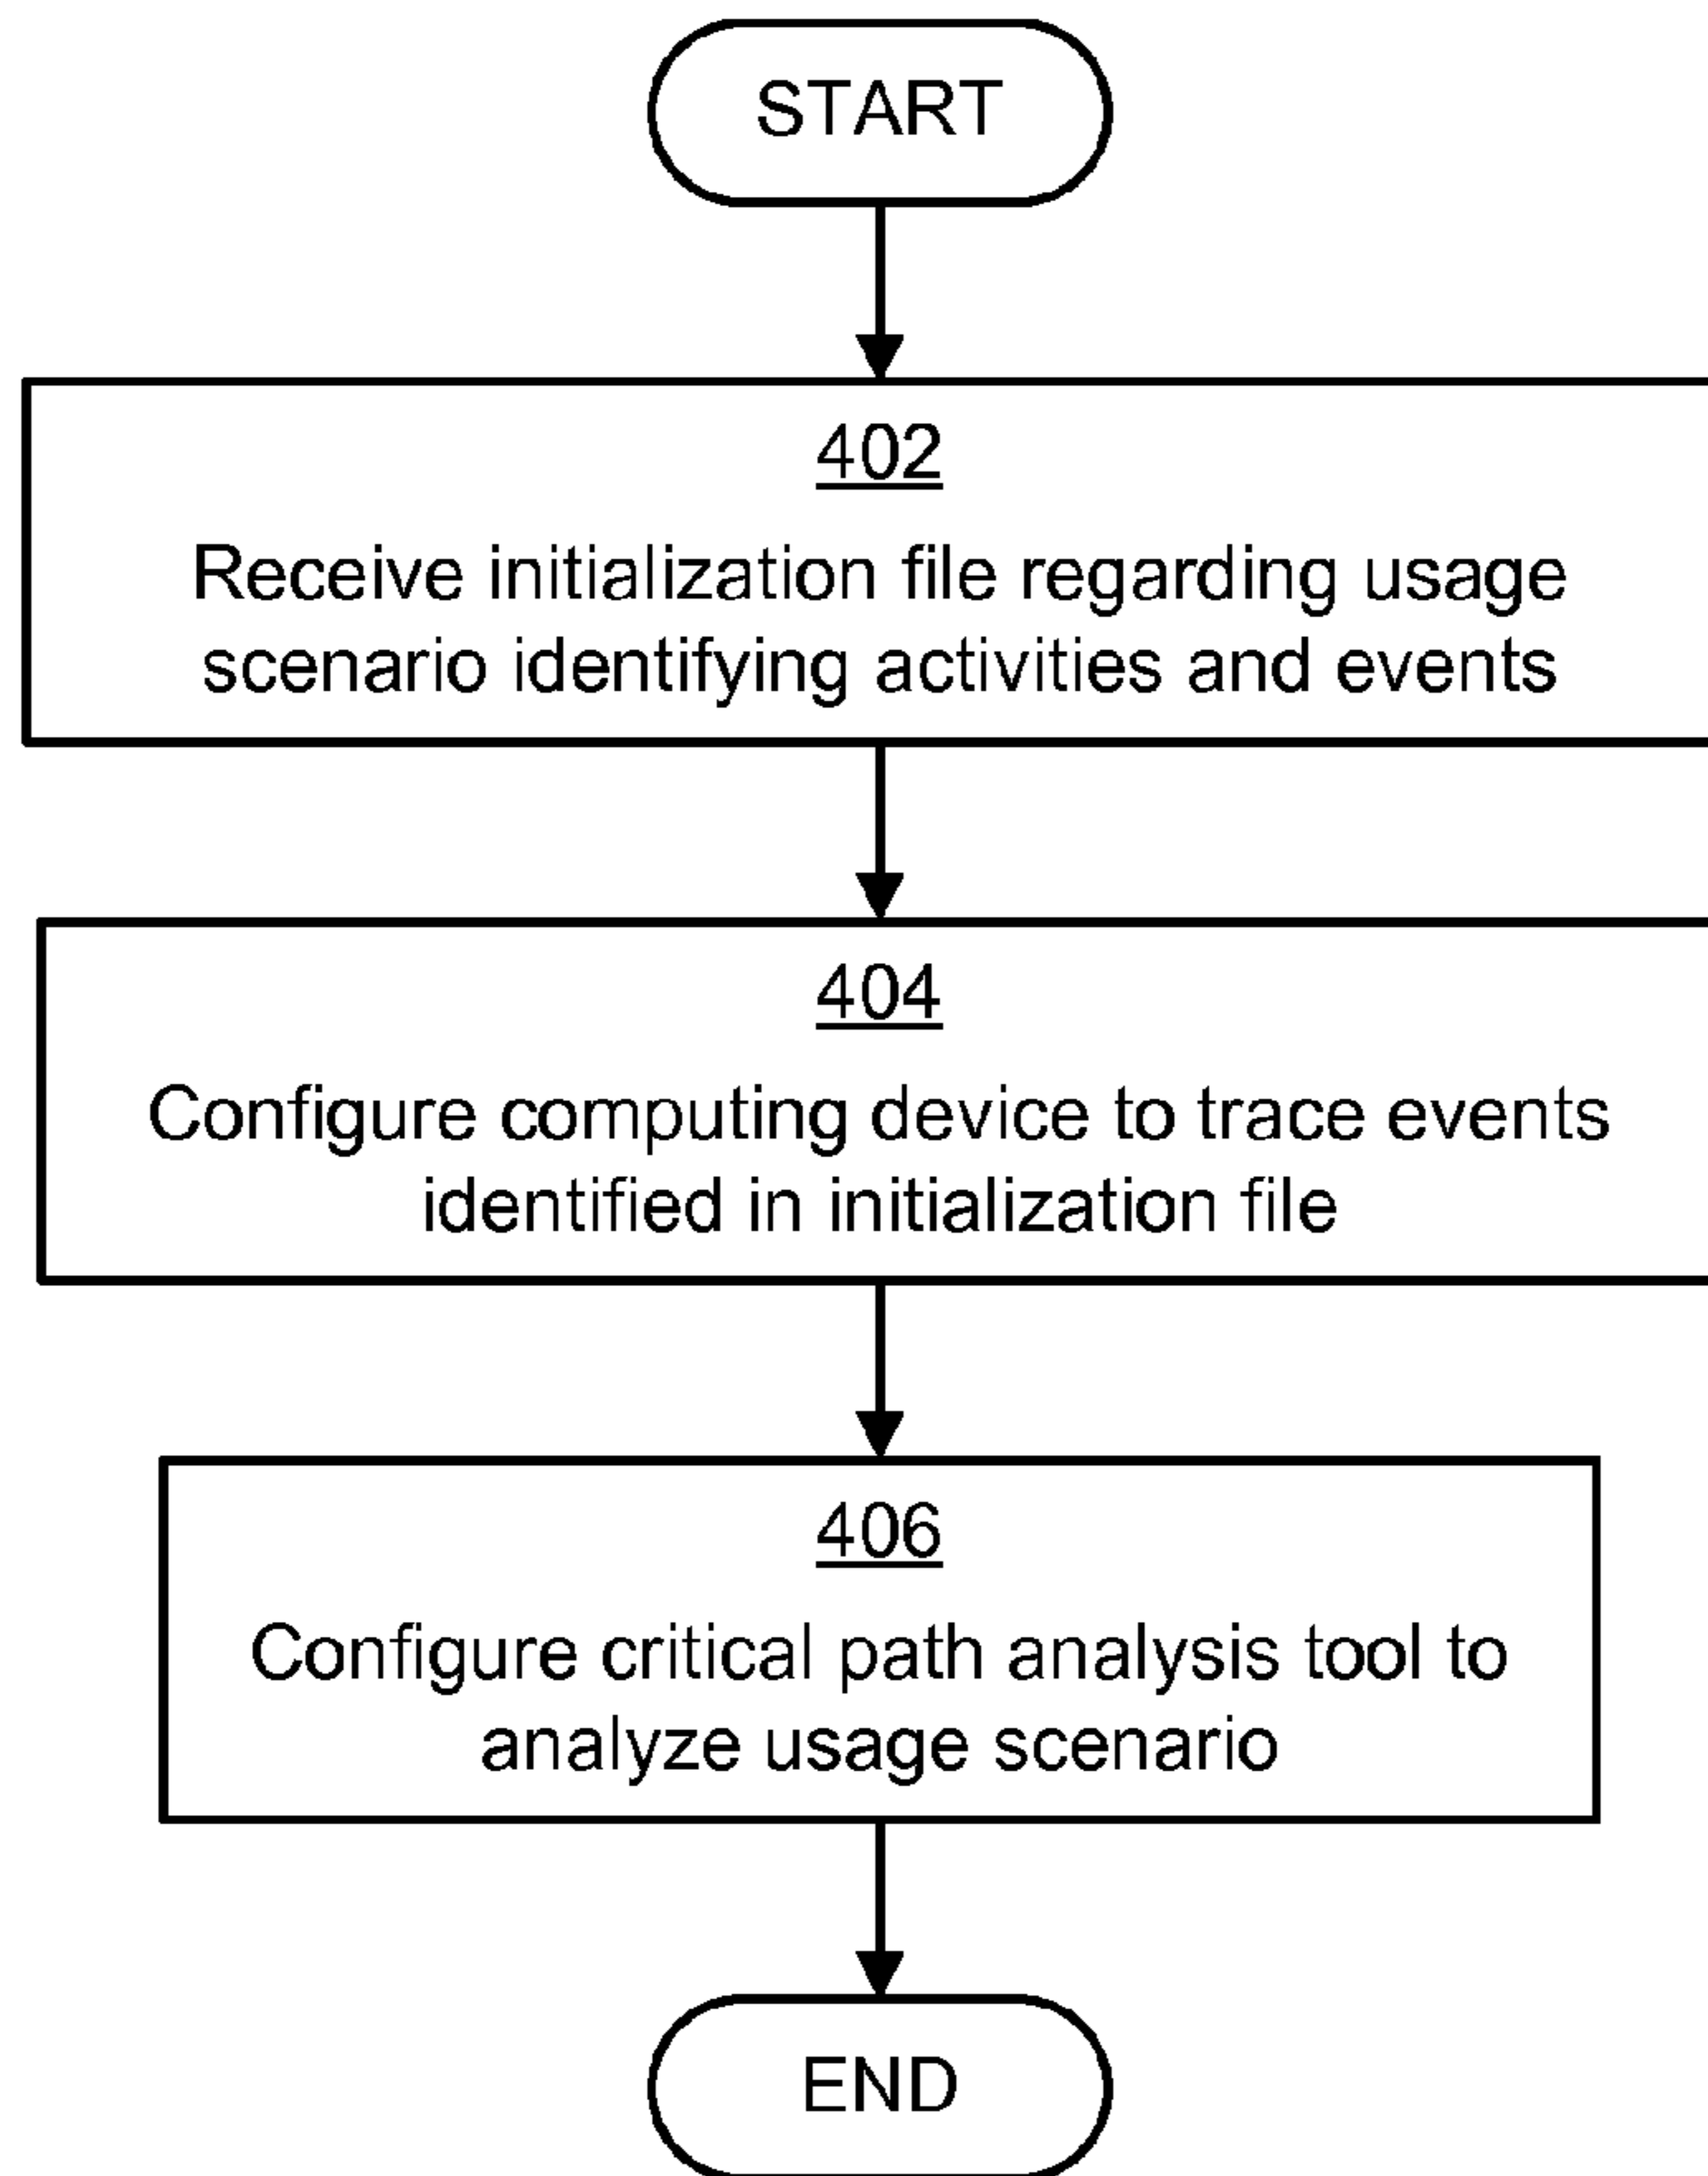 START
402
Receive initialization file regarding usage
scenario identifying activities and events
404
Configure computing device to trace events
identified in initialization file
406
Configure critical path analysis tool to
analyze usage scenario
END